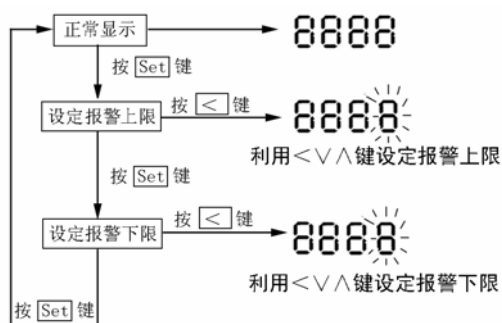 正常显示 8888
按 Set 键
设定报警上限 按 < 键 8888
利用<∨∧键设定报警上限
按 Set 键
设定报警下限 按 < 键 8888
利用<∨∧键设定报警下限
按 Set 键